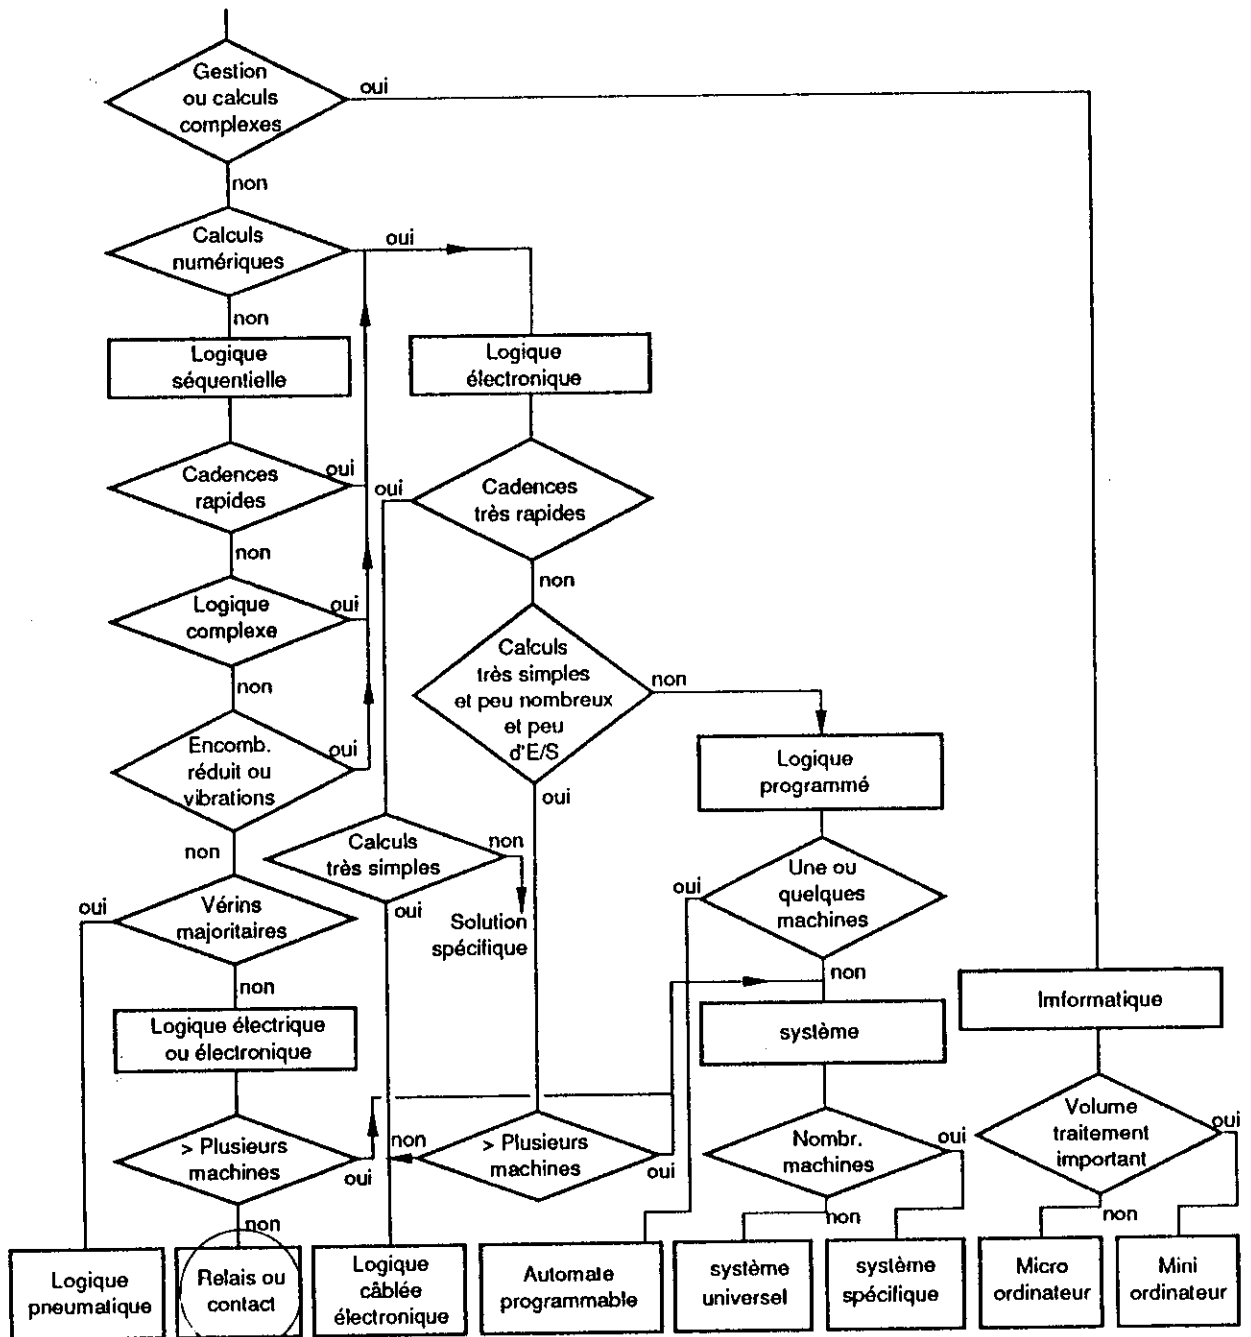 Gestion
ou calculs
complexes
oui
non
Calculs
numériques
oui
non
Logique
séquentielle
Logique
électronique
Cadences
rapides
oui
oui
Cadences
très rapides
non
non
Logique
complexe
oui
Calculs
très simples
et peu nombreux
et peu
d'E/S
non
non
Encomb.
réduit ou
vibrations
oui
Logique
programmé
oui
non
Calculs
très simples
non
Une ou
quelques
machines
oui
oui
Vérins
majoritaires
oui
Solution
spécifique
non
non
Imformatique
Logique électrique
ou électronique
système
Volume
traitement
important
oui
> Plusieurs
machines
oui
non
> Plusieurs
machines
oui
Nombr.
machines
oui
non
non
non
Logique
pneumatique
Relais ou
contact
Logique
câblée
électronique
Automate
programmable
système
universel
système
spécifique
Micro
ordinateur
Mini
ordinateur